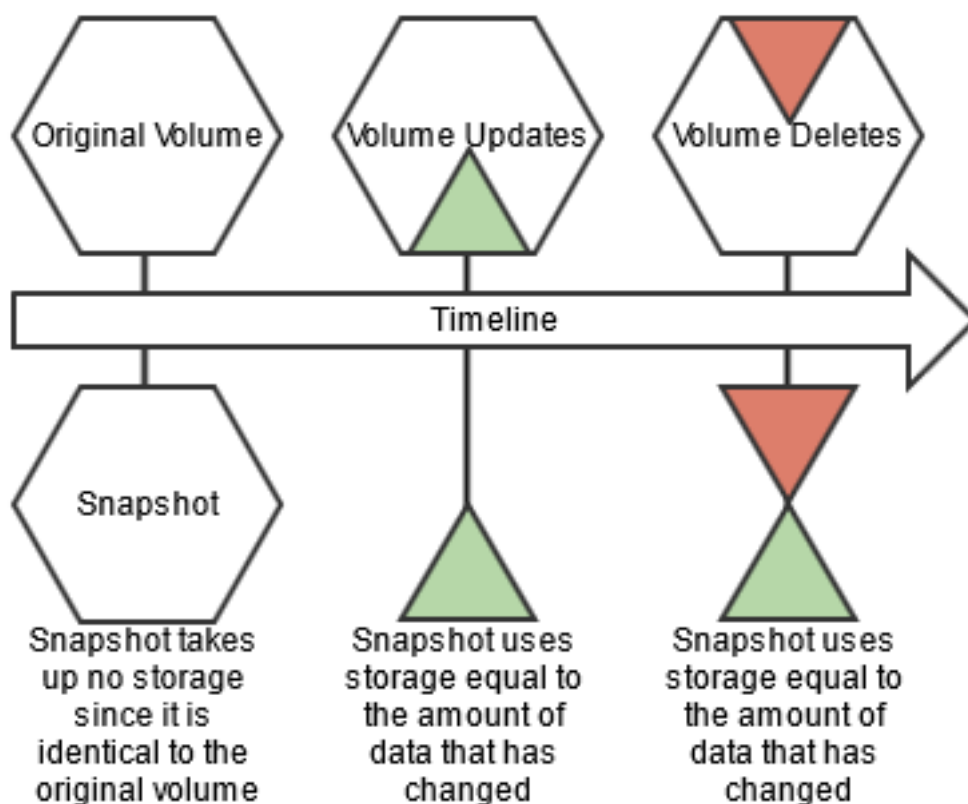 Original Volume
Volume Updates
Volume Deletes
Timeline
Snapshot
Snapshot takes
up no storage
since it is
identical to the
original volume
Snapshot uses
storage equal to
the amount of
data that has
changed
Snapshot uses
storage equal to
the amount of
data that has
changed